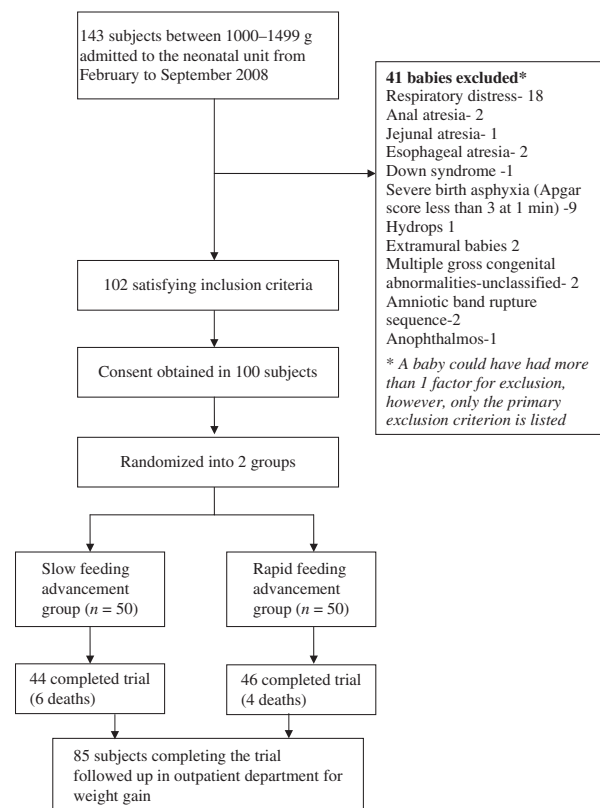 143 subjects between 1000–1499 g
admitted to the neonatal unit from
February to September 2008
41 babies excluded*
Respiratory distress- 18
Anal atresia- 2
Jejunal atresia- 1
Esophageal atresia- 2
Down syndrome -1
Severe birth asphyxia (Apgar
score less than 3 at 1 min) -9
Hydrops 1
Extramural babies 2
Multiple gross congenital
abnormalities-unclassified- 2
Amniotic band rupture
sequence-2
Anophthalmos-1
* A baby could have had more
than 1 factor for exclusion,
however, only the primary
exclusion criterion is listed
102 satisfying inclusion criteria
Consent obtained in 100 subjects
Randomized into 2 groups
Slow feeding
advancement
group (n = 50)
Rapid feeding
advancement
group (n = 50)
44 completed trial
(6 deaths)
46 completed trial
(4 deaths)
85 subjects completing the trial
followed up in outpatient department for
weight gain